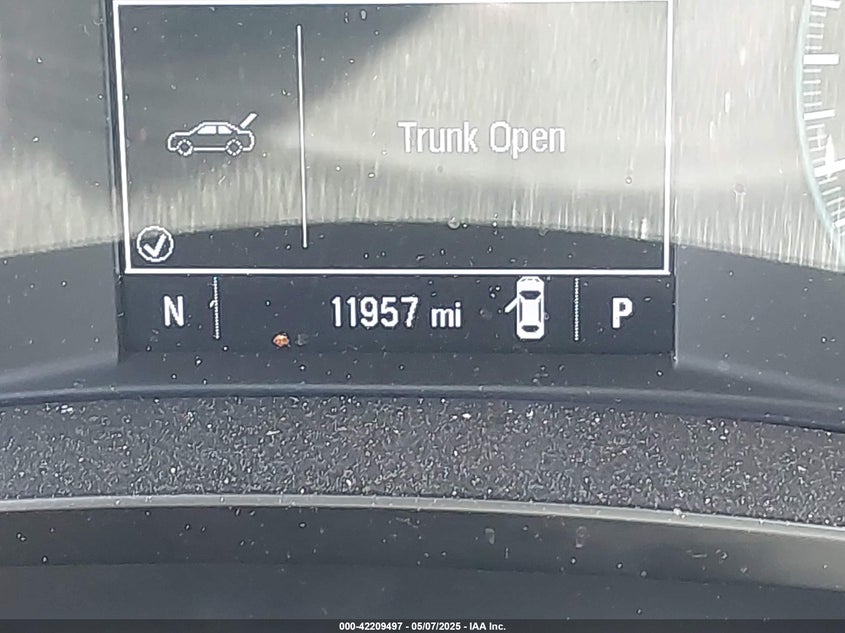 Trunk Open
N 11957 mi P
000-42209497 - 05/07/2025 - IAA Inc.